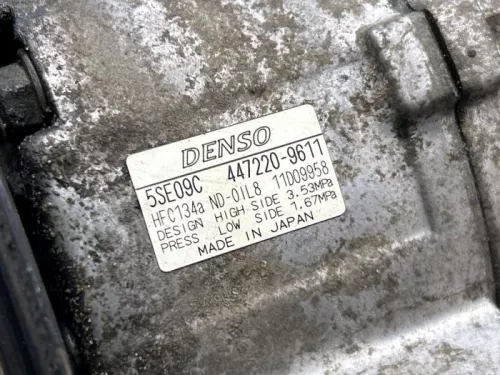 DENSO
5SE09C 447220-9611
HFC134a ND-OIL8 11D09958
DESIGN HIGH SIDE 3.53MPa
PRESS LOW SIDE 1.67MPa
MADE IN JAPAN